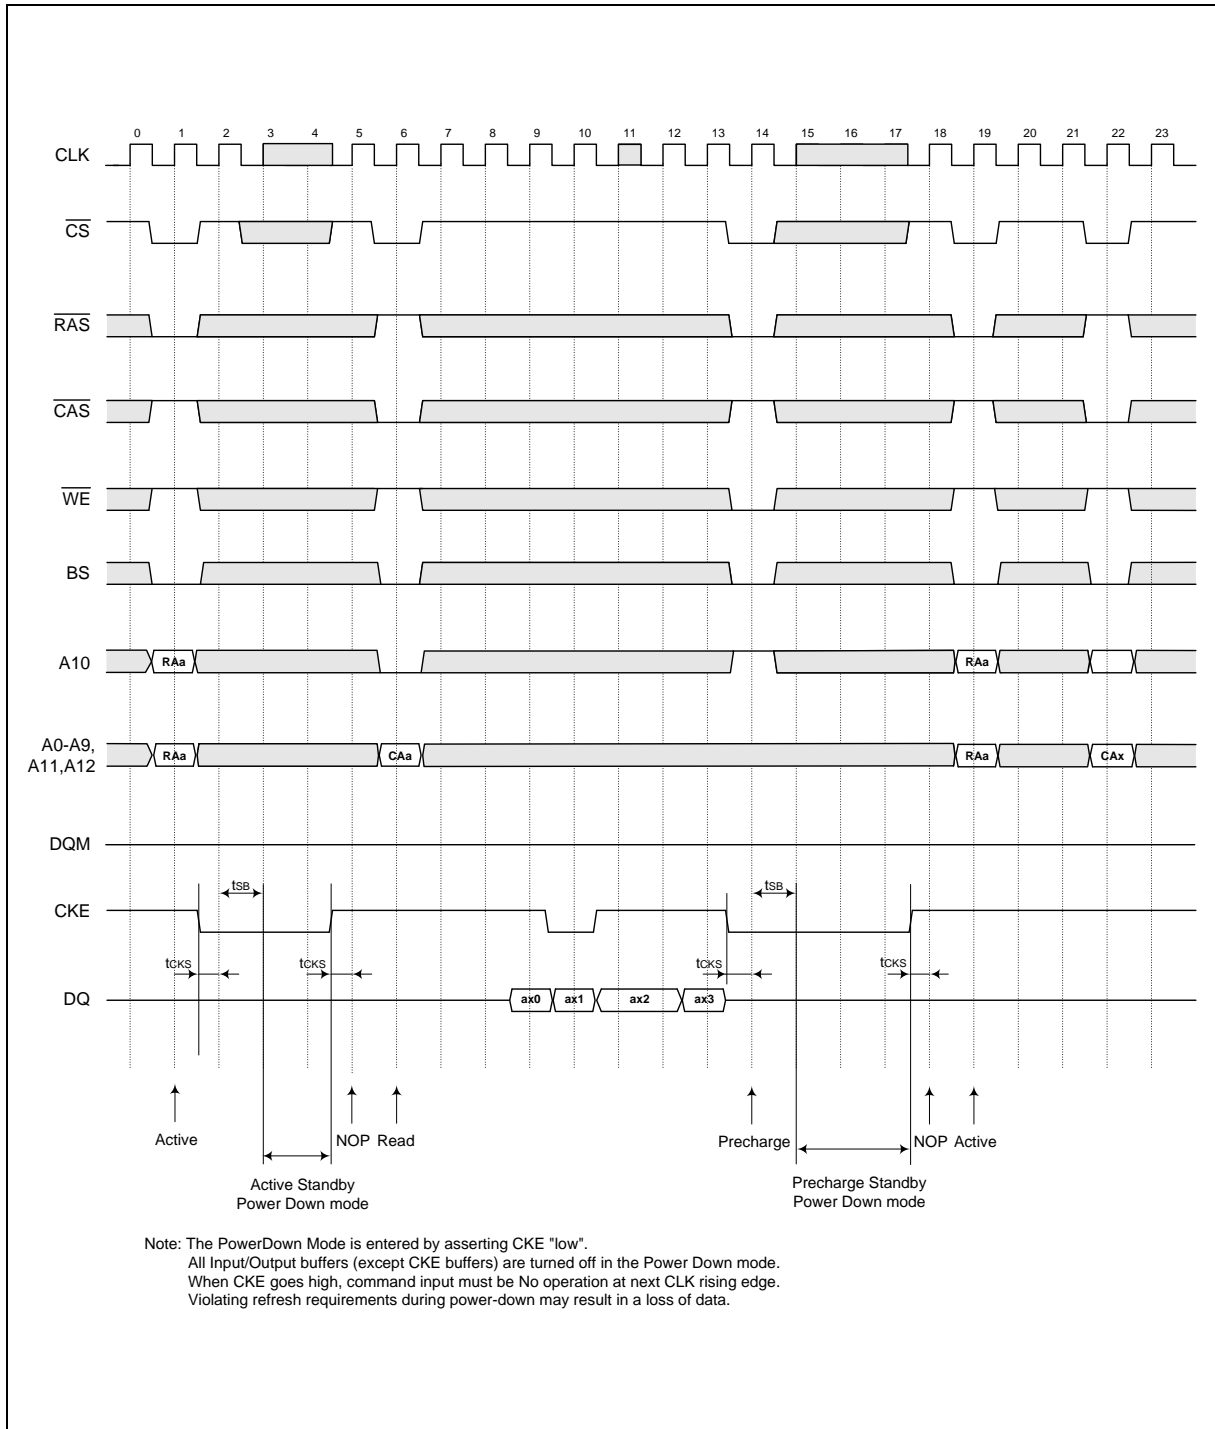 0 1 2 3 4 5 6 7 8 9 10 11 12 13 14 15 16 17 18 19 20 21 22 23
CLK
CS
RAS
CAS
WE
BS
A10 RAa RAa
A0-A9,
A11,A12 RAa CAa RAa CAx
DQM
tSB tSB
CKE
tCKS tCKS tCKS tCKS
DQ ax0 ax1 ax2 ax3
Active NOP Read Precharge NOP Active
Active Standby
Power Down mode
Precharge Standby
Power Down mode
Note: The PowerDown Mode is entered by asserting CKE "low".
All Input/Output buffers (except CKE buffers) are turned off in the Power Down mode.
When CKE goes high, command input must be No operation at next CLK rising edge.
Violating refresh requirements during power-down may result in a loss of data.